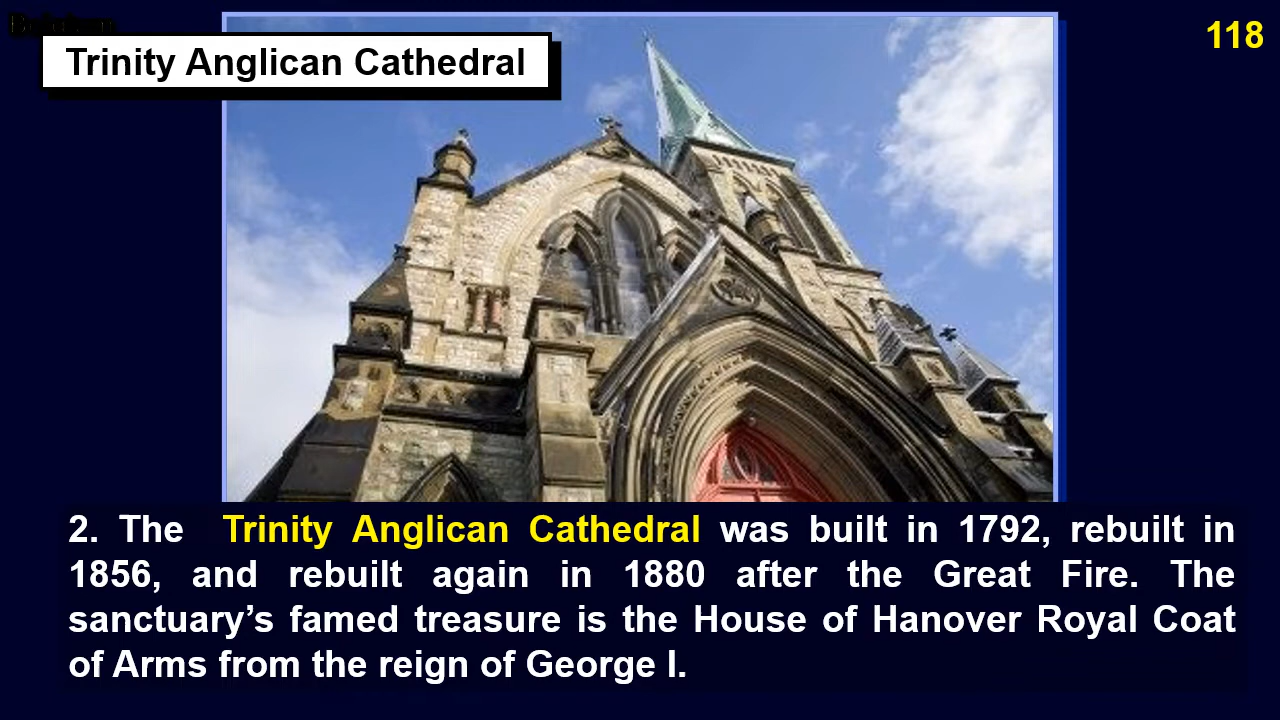 Trinity Anglican Cathedral
118
2. The Trinity Anglican Cathedral was built in 1792, rebuilt in
1856, and rebuilt again in 1880 after the Great Fire. The
sanctuary’s famed treasure is the House of Hanover Royal Coat
of Arms from the reign of George I.